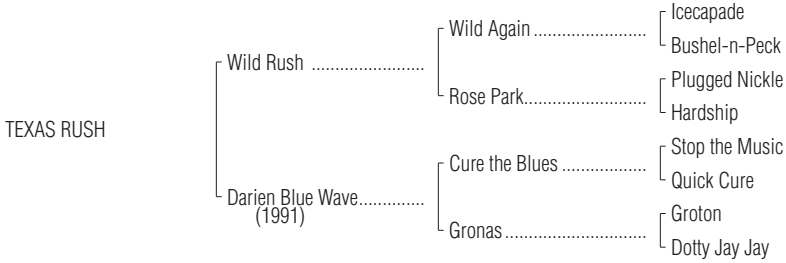 Icecapade
Wild Again ........................
Bushel-n-Peck
Wild Rush ........................
Plugged Nickle
Rose Park..........................
Hardship
TEXAS RUSH
Stop the Music
Cure the Blues ..................
Quick Cure
Darien Blue Wave..............
(1991)
Groton
Gronas ..............................
Dotty Jay Jay